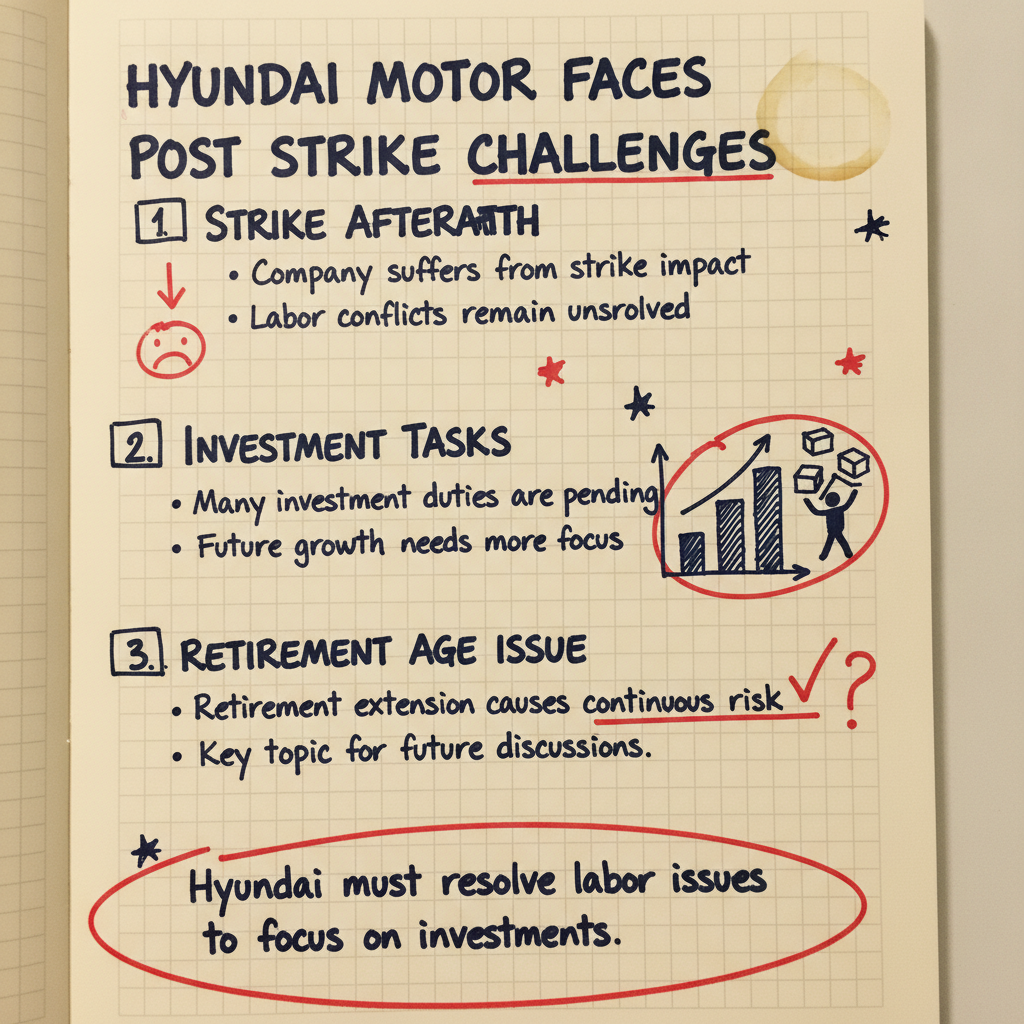 HYUNDAI MOTOR FACES
POST STRIKE CHALLENGES
1. STRIKE AFTERATTH
• Company suffers from strike impact
• Labor conflicts remain unsrolved
2. INVESTMENT TASKS
• Many investment duties are pending
• Future growth needs more focus
3. RETIREMENT AGE ISSUE
• Retirement extension causes continuous risk ✓?
• Key topic for future discussions.
Hyundai must resolve labor issues
to focus on investments.